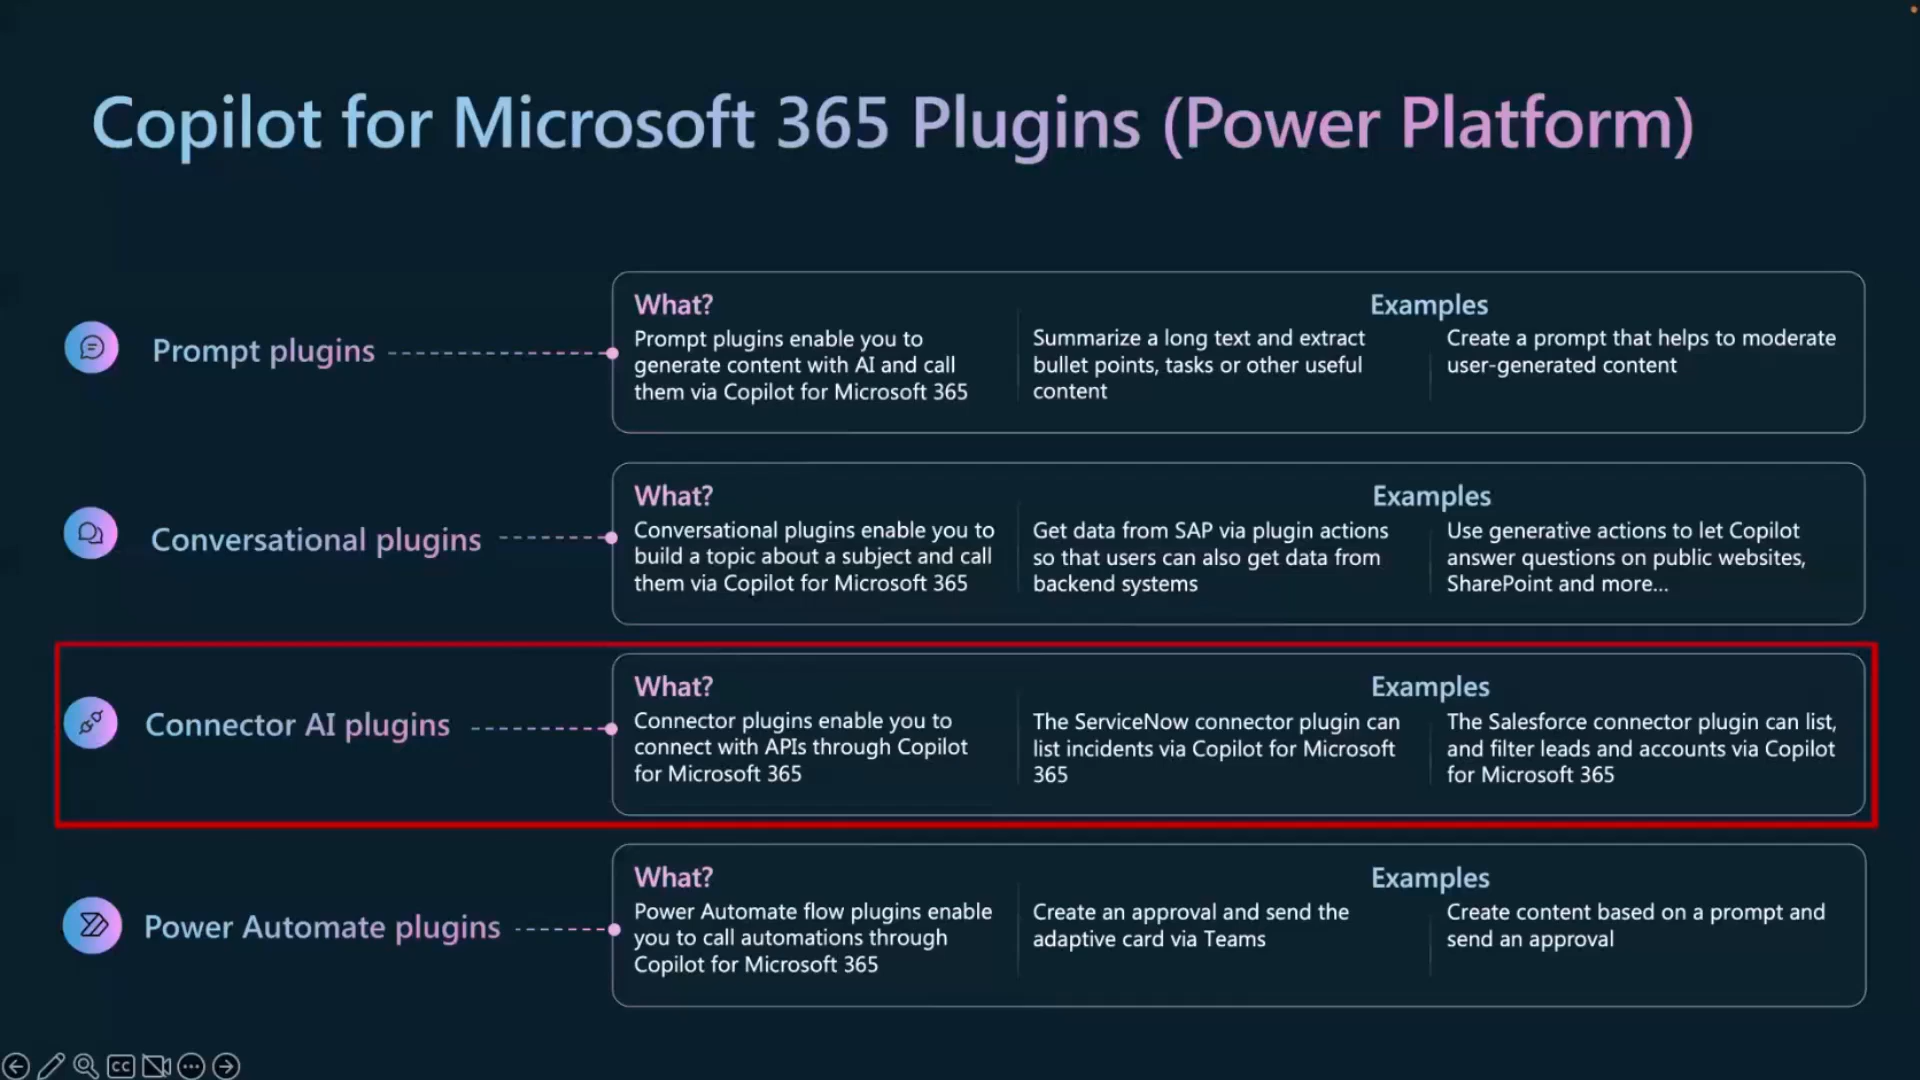 Copilot for Microsoft 365 Plugins (Power Platform)
Prompt plugins
What?
Prompt plugins enable you to
generate content with AI and call
them via Copilot for Microsoft 365
Examples
Summarize a long text and extract
bullet points, tasks or other useful
content
Create a prompt that helps to moderate
user-generated content
Conversational plugins
What?
Conversational plugins enable you to
build a topic about a subject and call
them via Copilot for Microsoft 365
Examples
Get data from SAP via plugin actions
so that users can also get data from
backend systems
Use generative actions to let Copilot
answer questions on public websites,
SharePoint and more...
Connector AI plugins
What?
Connector plugins enable you to
connect with APIs through Copilot
for Microsoft 365
Examples
The ServiceNow connector plugin can
list incidents via Copilot for Microsoft
365
The Salesforce connector plugin can list,
and filter leads and accounts via Copilot
for Microsoft 365
Power Automate plugins
What?
Power Automate flow plugins enable
you to call automations through
Copilot for Microsoft 365
Examples
Create an approval and send the
adaptive card via Teams
Create content based on a prompt and
send an approval
CC